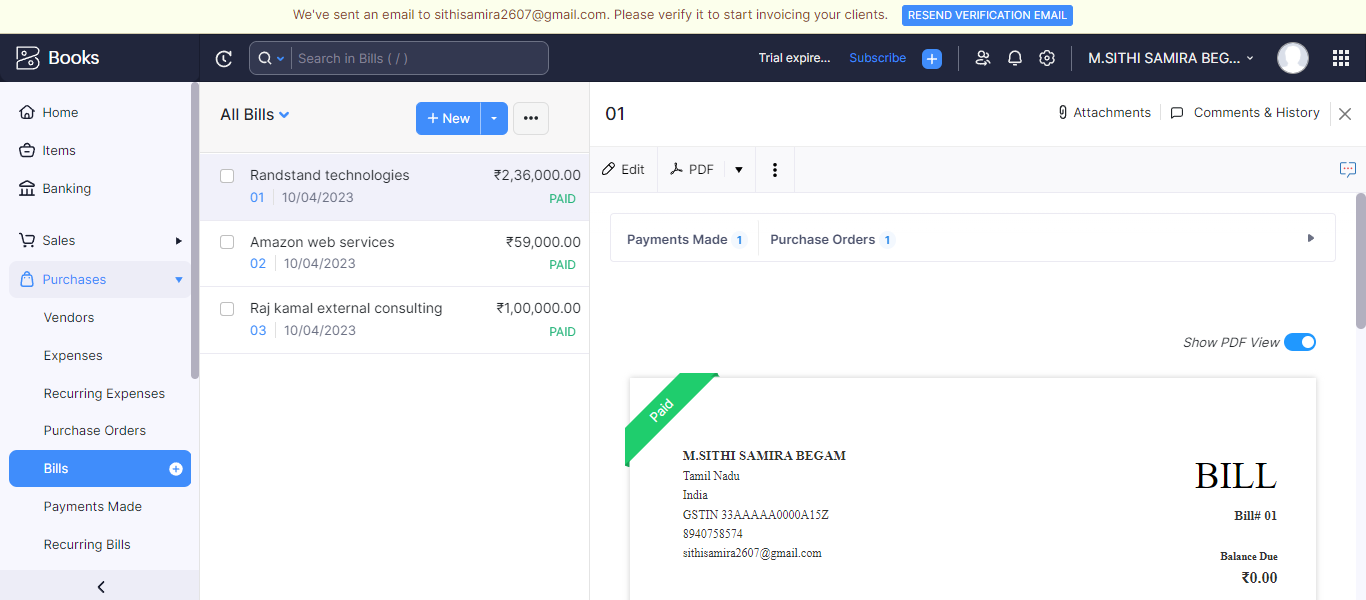 We've sent an email to sithisamira2607@gmail.com. Please verify it to start invoicing your clients. RESEND VERIFICATION EMAIL
Books
Search in Bills ( / )
Trial expire... Subscribe
M.SITHI SAMIRA BEG...
Home
Items
Banking
Sales
Purchases
Vendors
Expenses
Recurring Expenses
Purchase Orders
Bills
Payments Made
Recurring Bills
All Bills
+ New
Randstand technologies ₹2,36,000.00
01 10/04/2023 PAID
Amazon web services ₹59,000.00
02 10/04/2023 PAID
Raj kamal external consulting ₹1,00,000.00
03 10/04/2023 PAID
01
Attachments Comments & History
Edit PDF
Payments Made 1 Purchase Orders 1
Show PDF View
Paid
M.SITHI SAMIRA BEGAM
Tamil Nadu
India
GSTIN 33AAAAA0000A15Z
8940758574
sithisamira2607@gmail.com
BILL
Bill# 01
Balance Due
₹0.00